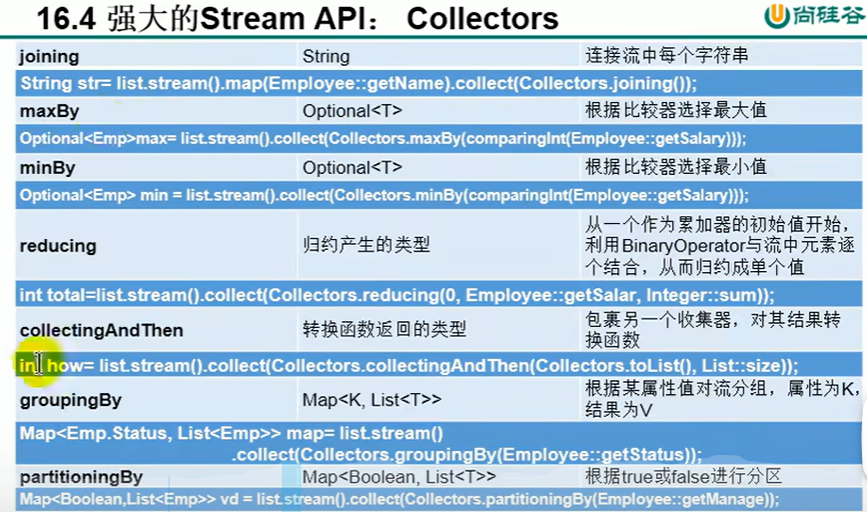 16.4 强大的Stream API： Collectors
尚硅谷
joining String 连接流中每个字符串
String str= list.stream().map(Employee::getName).collect(Collectors.joining());
maxBy Optional<T> 根据比较器选择最大值
Optional<Emp>max= list.stream().collect(Collectors.maxBy(comparingInt(Employee::getSalary)));
minBy Optional<T> 根据比较器选择最小值
Optional<Emp> min = list.stream().collect(Collectors.minBy(comparingInt(Employee::getSalary)));
reducing 归约产生的类型 从一个作为累加器的初始值开始，
利用BinaryOperator与流中元素逐
个结合，从而归约成单个值
int total=list.stream().collect(Collectors.reducing(0, Employee::getSalar, Integer::sum));
collectingAndThen 转换函数返回的类型 包裹另一个收集器，对其结果转
换函数
int how= list.stream().collect(Collectors.collectingAndThen(Collectors.toList(), List::size));
groupingBy Map<K, List<T>> 根据某属性值对流分组，属性为K，
结果为V
Map<Emp.Status, List<Emp>> map= list.stream()
.collect(Collectors.groupingBy(Employee::getStatus));
partitioningBy Map<Boolean, List<T>> 根据true或false进行分区
Map<Boolean,List<Emp>> vd = list.stream().collect(Collectors.partitioningBy(Employee::getManage));